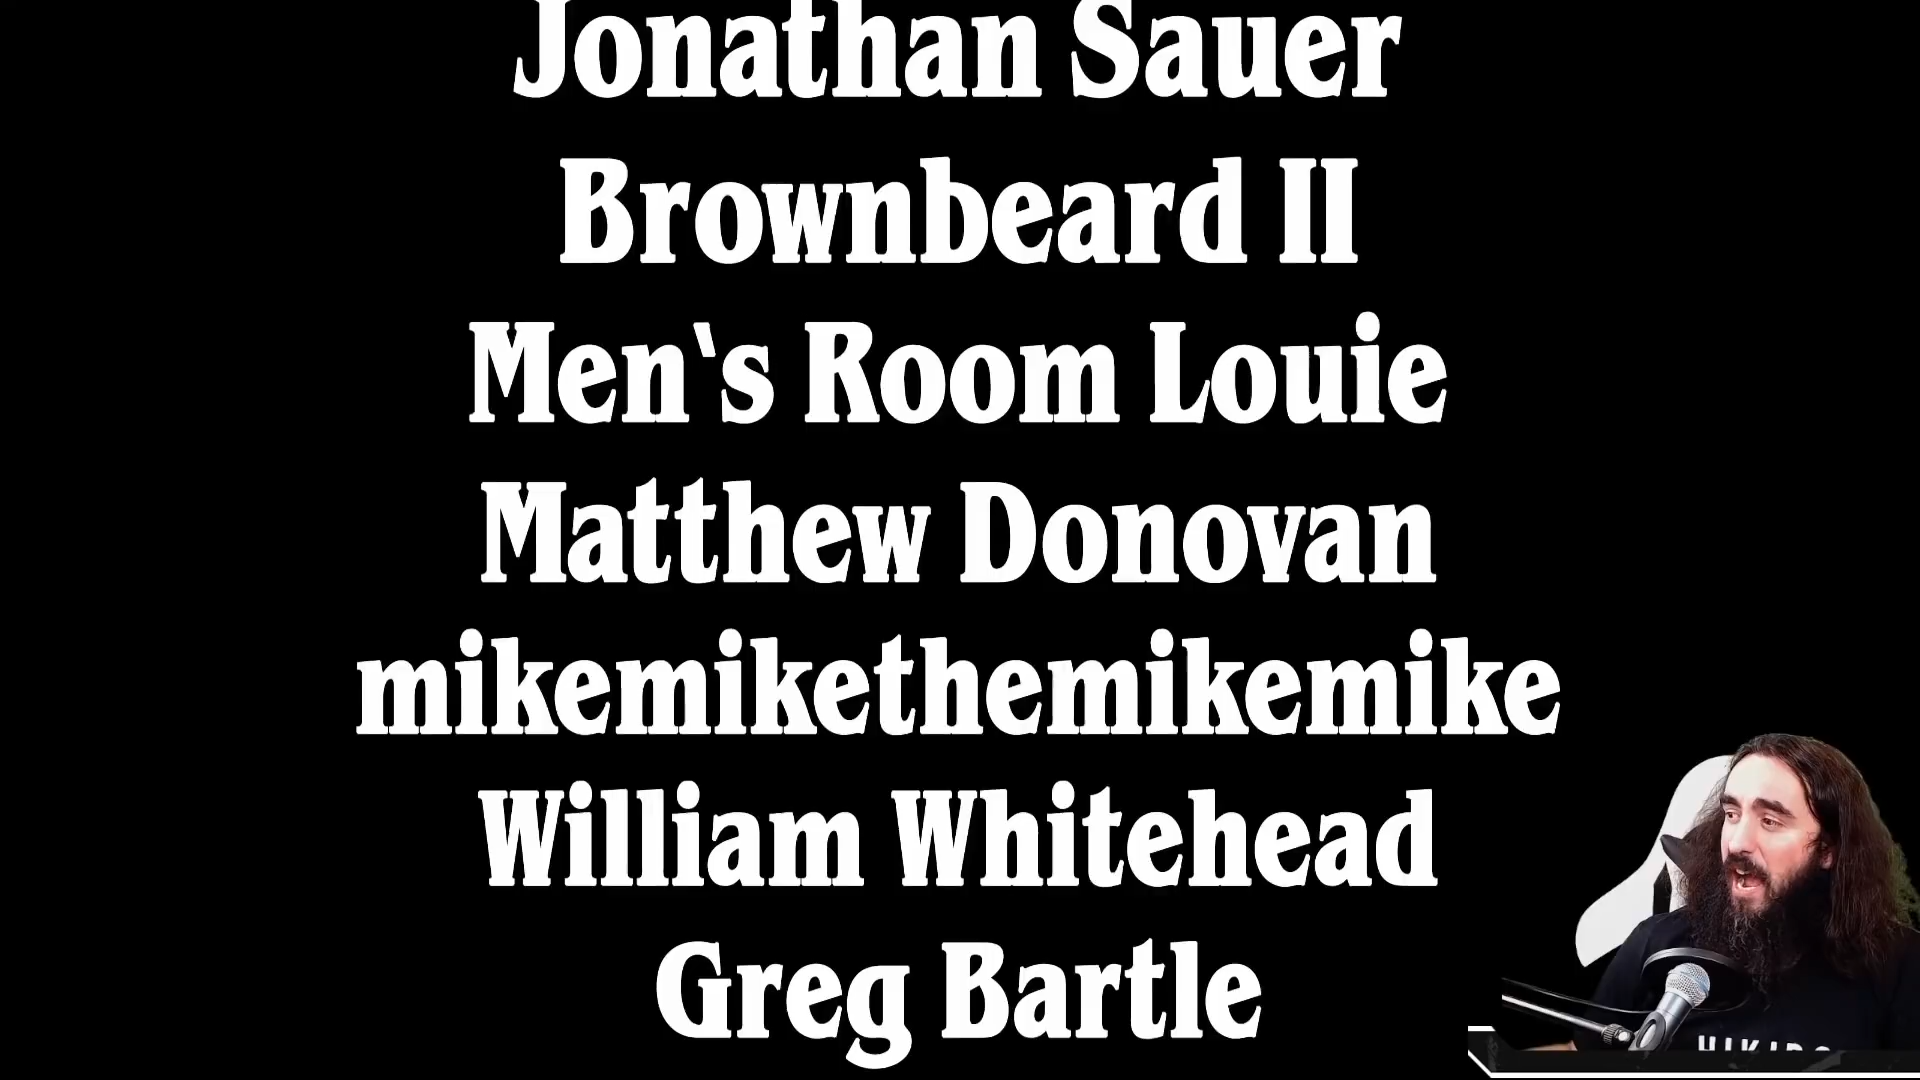 Jonathan Sauer
Brownbeard II
Men‛s Room Louie
Matthew Donovan
mikemikethemikemike
William Whitehead
Greg Bartle